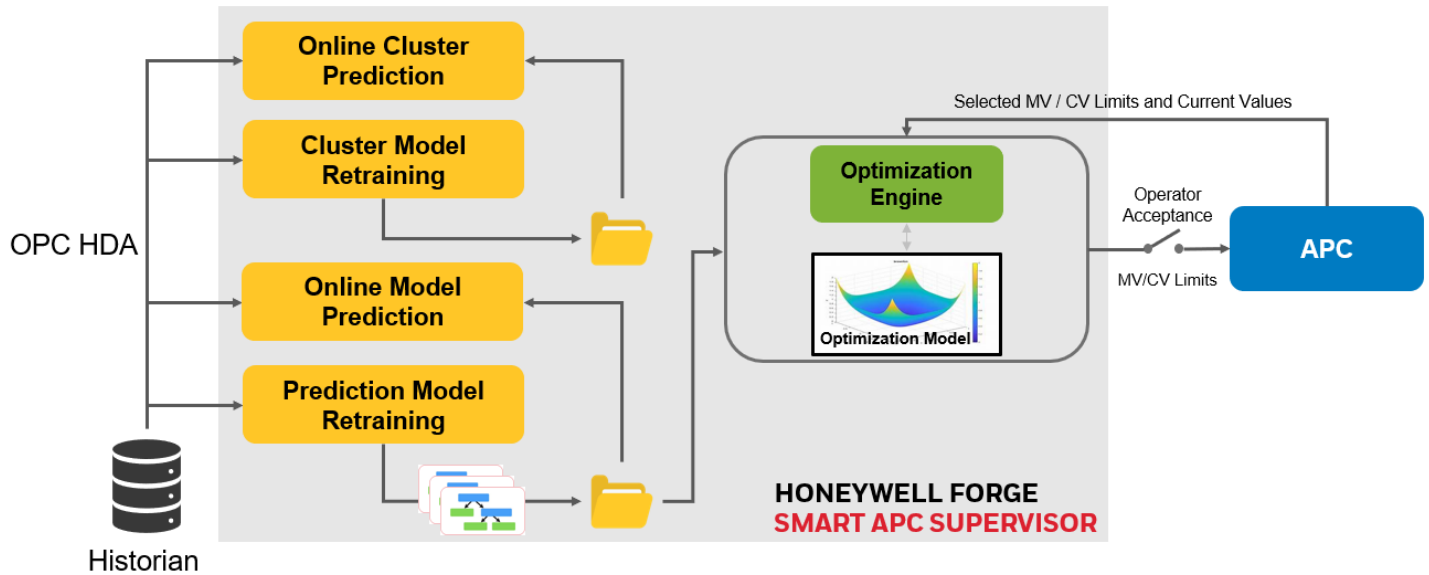 Online Cluster
Prediction
Selected MV / CV Limits and Current Values
Cluster Model
Retraining
Optimization
Engine
Operator
Acceptance
OPC HDA
APC
MV/CV Limits
Online Model
Prediction
Optimization Model
Prediction Model
Retraining
HONEYWELL FORGE
SMART APC SUPERVISOR
Historian